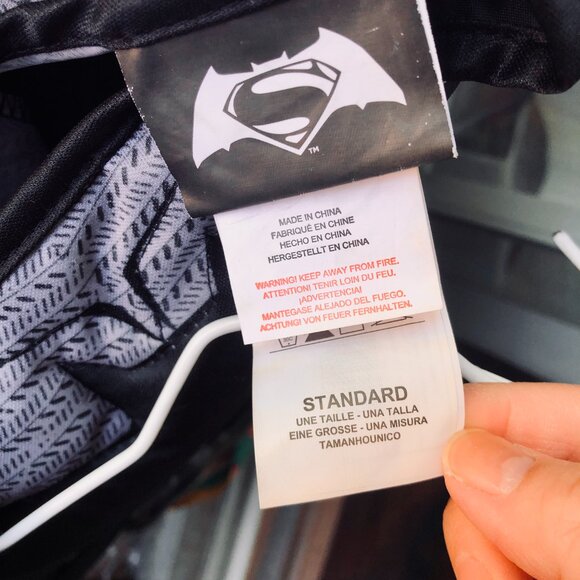 S
TM
MADE IN CHINA
FABRIQUÉ EN CHINE
HECHO EN CHINA
HERGESTELLT EN CHINA
WARNING! KEEP AWAY FROM FIRE.
ATTENTION! TENIR LOIN DU FEU.
¡ADVERTENCIA!
MANTEGASE ALEJADO DEL FUEGO.
ACHTUNG! VON FEUER FERNHALTEN.
STANDARD
UNE TAILLE - UNA TALLA
EINE GROSSE - UNA MISURA
TAMANHOUNICO